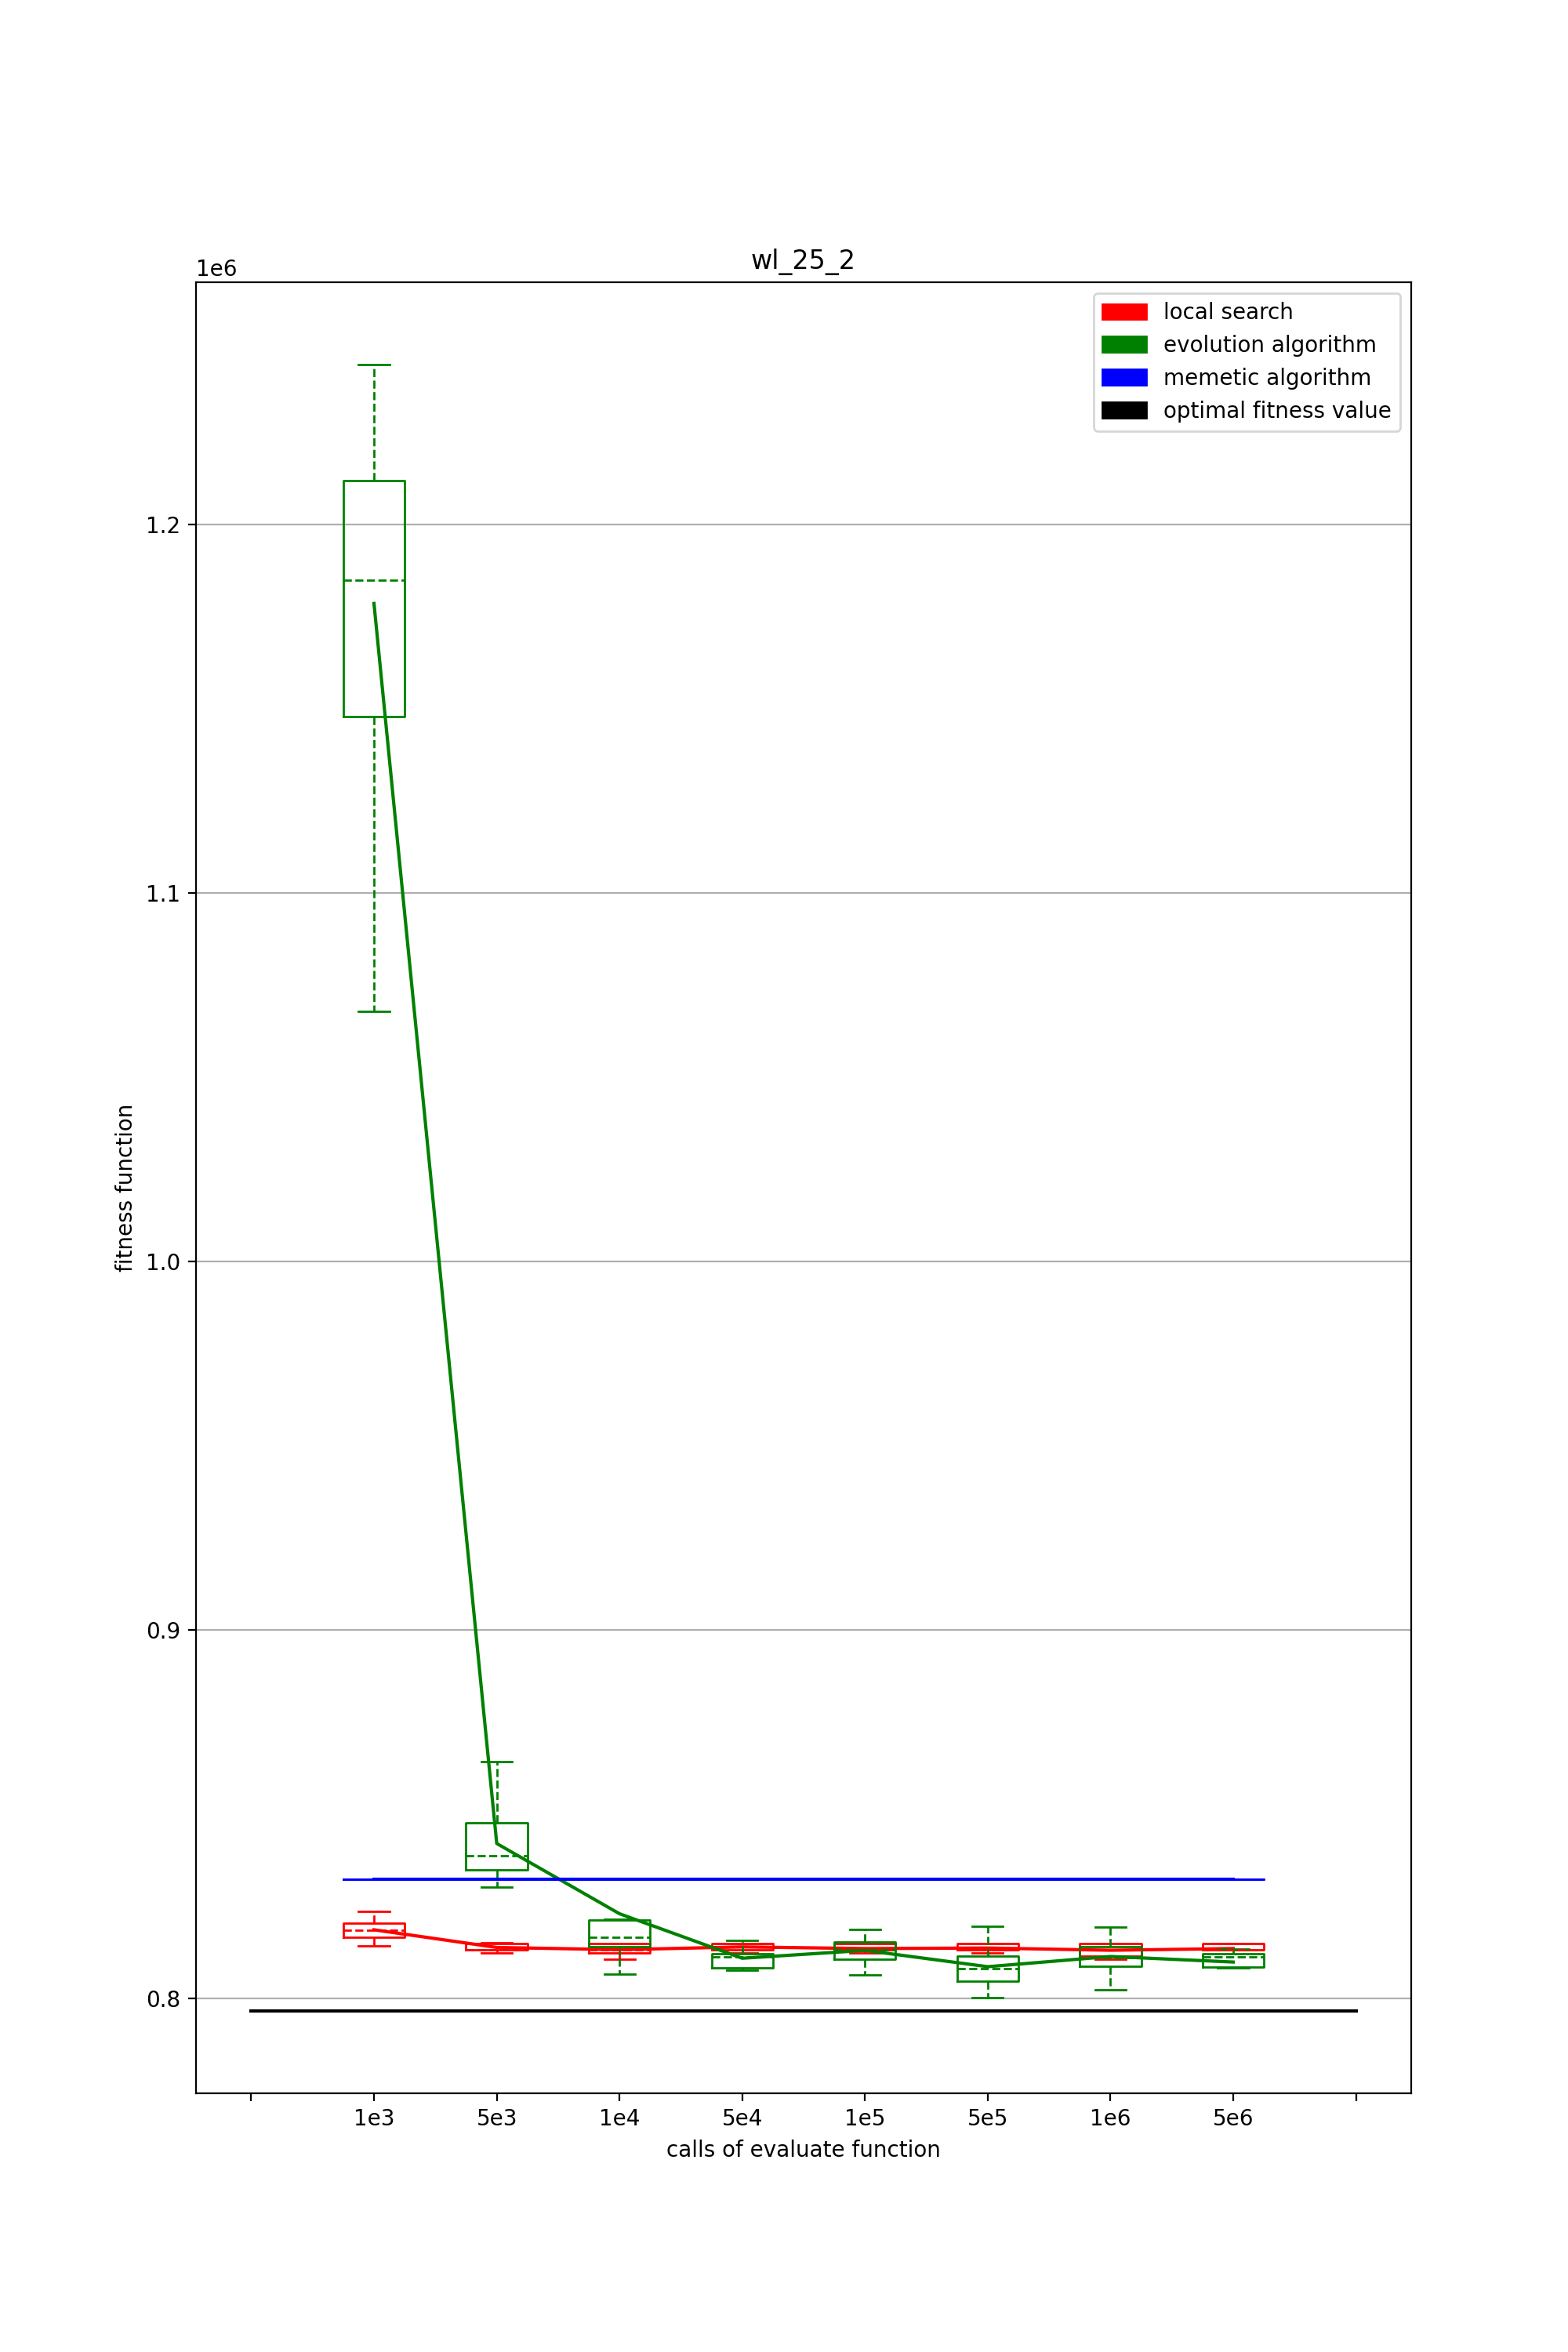 wl_25_2
1e6
local search
evolution algorithm
memetic algorithm
optimal fitness value
1.2
1.1
1.0
0.9
0.8
fitness function
1e3 5e3 1e4 5e4 1e5 5e5 1e6 5e6
calls of evaluate function